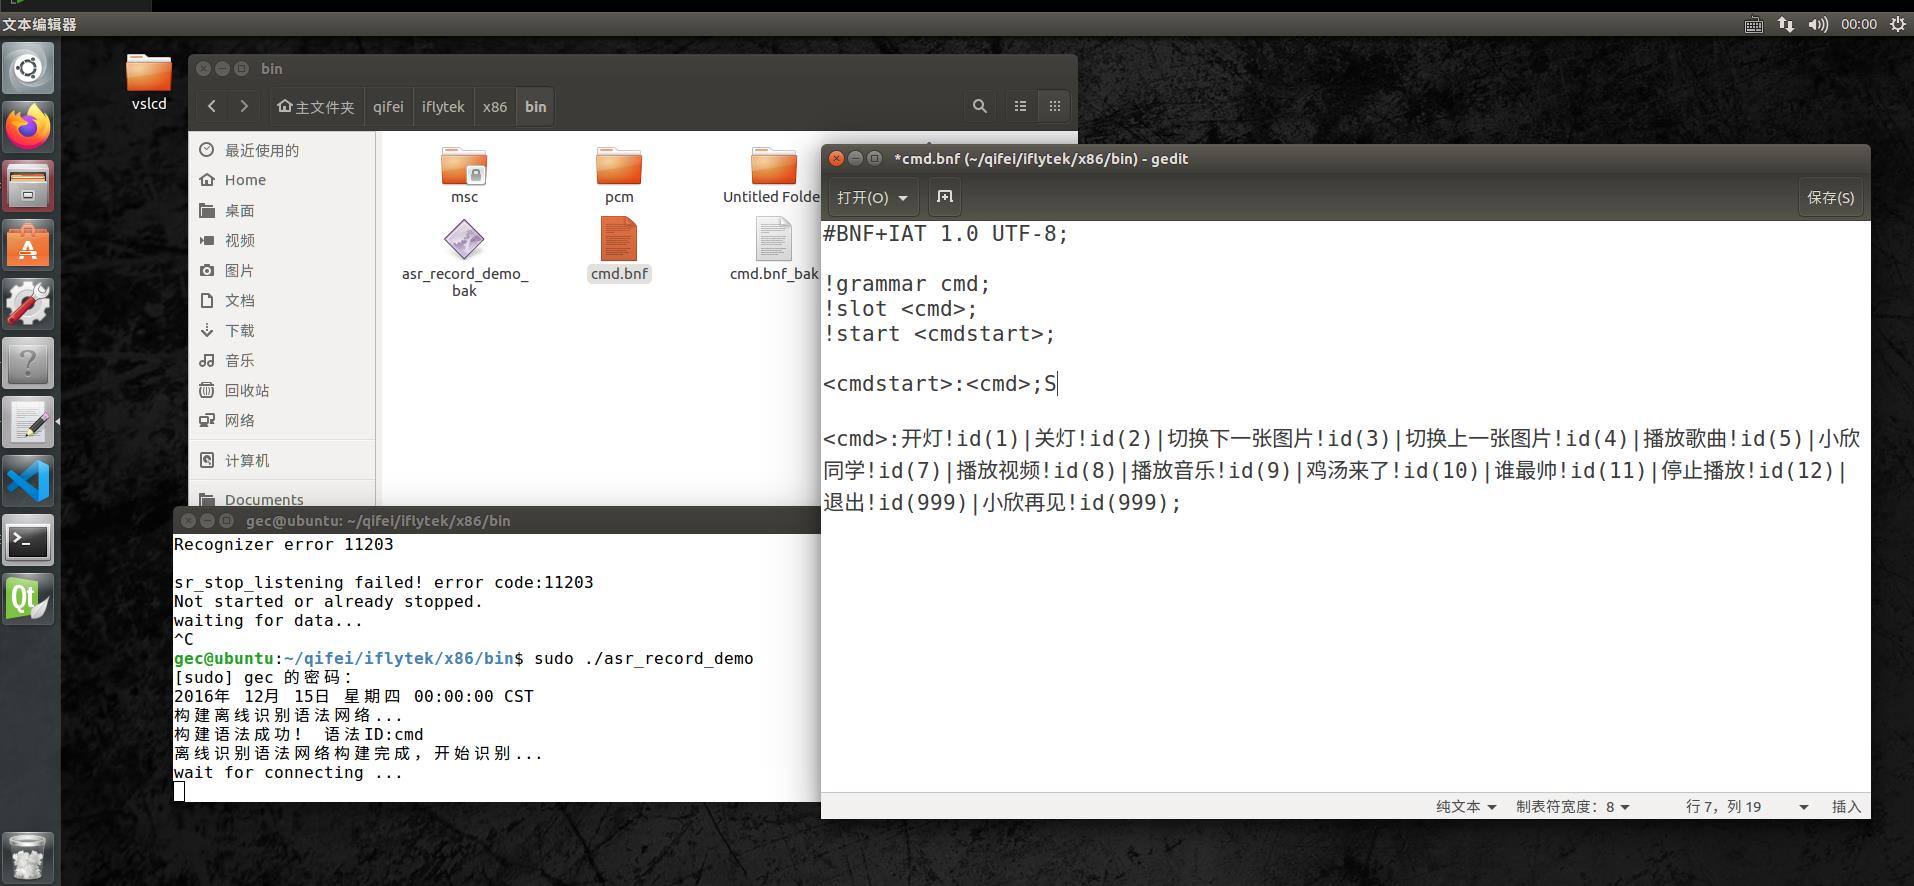 文本编辑器
00:00
vslcd
bin
主文件夹 qifei iflytek x86 bin
最近使用的
Home
桌面
视频
图片
文档
下载
音乐
回收站
网络
计算机
Documents
msc
pcm
Untitled Folde
asr_record_demo_
bak
cmd.bnf
cmd.bnf_bak
gec@ubuntu: ~/qifei/iflytek/x86/bin
Recognizer error 11203
sr_stop_listening failed! error code:11203
Not started or already stopped.
waiting for data...
^C
gec@ubuntu:~/qifei/iflytek/x86/bin$ sudo ./asr_record_demo
[sudo] gec 的密码:
2016年 12月 15日 星期四 00:00:00 CST
构建离线识别语法网络...
构建语法成功! 语法ID:cmd
离线识别语法网络构建完成，开始识别...
wait for connecting ...
*cmd.bnf (~/qifei/iflytek/x86/bin) - gedit
打开(O)
保存(S)
#BNF+IAT 1.0 UTF-8;
!grammar cmd;
!slot <cmd>;
!start <cmdstart>;
<cmdstart>:<cmd>;S
<cmd>:开灯!id(1)|关灯!id(2)|切换下一张图片!id(3)|切换上一张图片!id(4)|播放歌曲!id(5)|小欣
同学!id(7)|播放视频!id(8)|播放音乐!id(9)|鸡汤来了!id(10)|谁最帅!id(11)|停止播放!id(12)|
退出!id(999)|小欣再见!id(999);
纯文本 制表符宽度: 8 行 7，列 19 插入
Qt